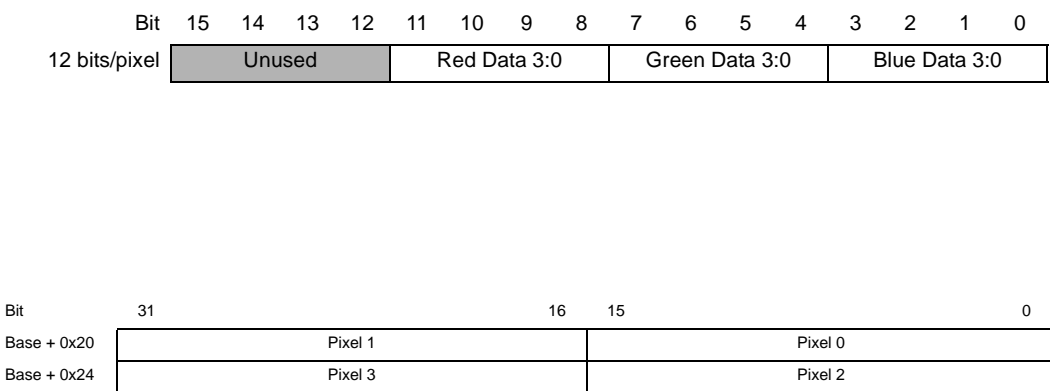 Bit 15 14 13 12 11 10 9 8 7 6 5 4 3 2 1 0
12 bits/pixel Unused Red Data 3:0 Green Data 3:0 Blue Data 3:0
Bit 31 16 15 0
Base + 0x20 Pixel 1 Pixel 0
Base + 0x24 Pixel 3 Pixel 2